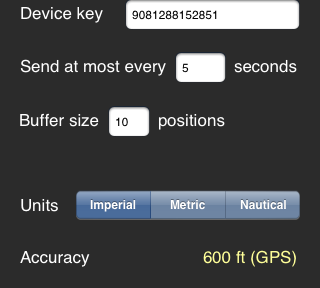 Device key 9081288152851
Send at most every 5 seconds
Buffer size 10 positions
Units Imperial Metric Nautical
Accuracy 600 ft (GPS)